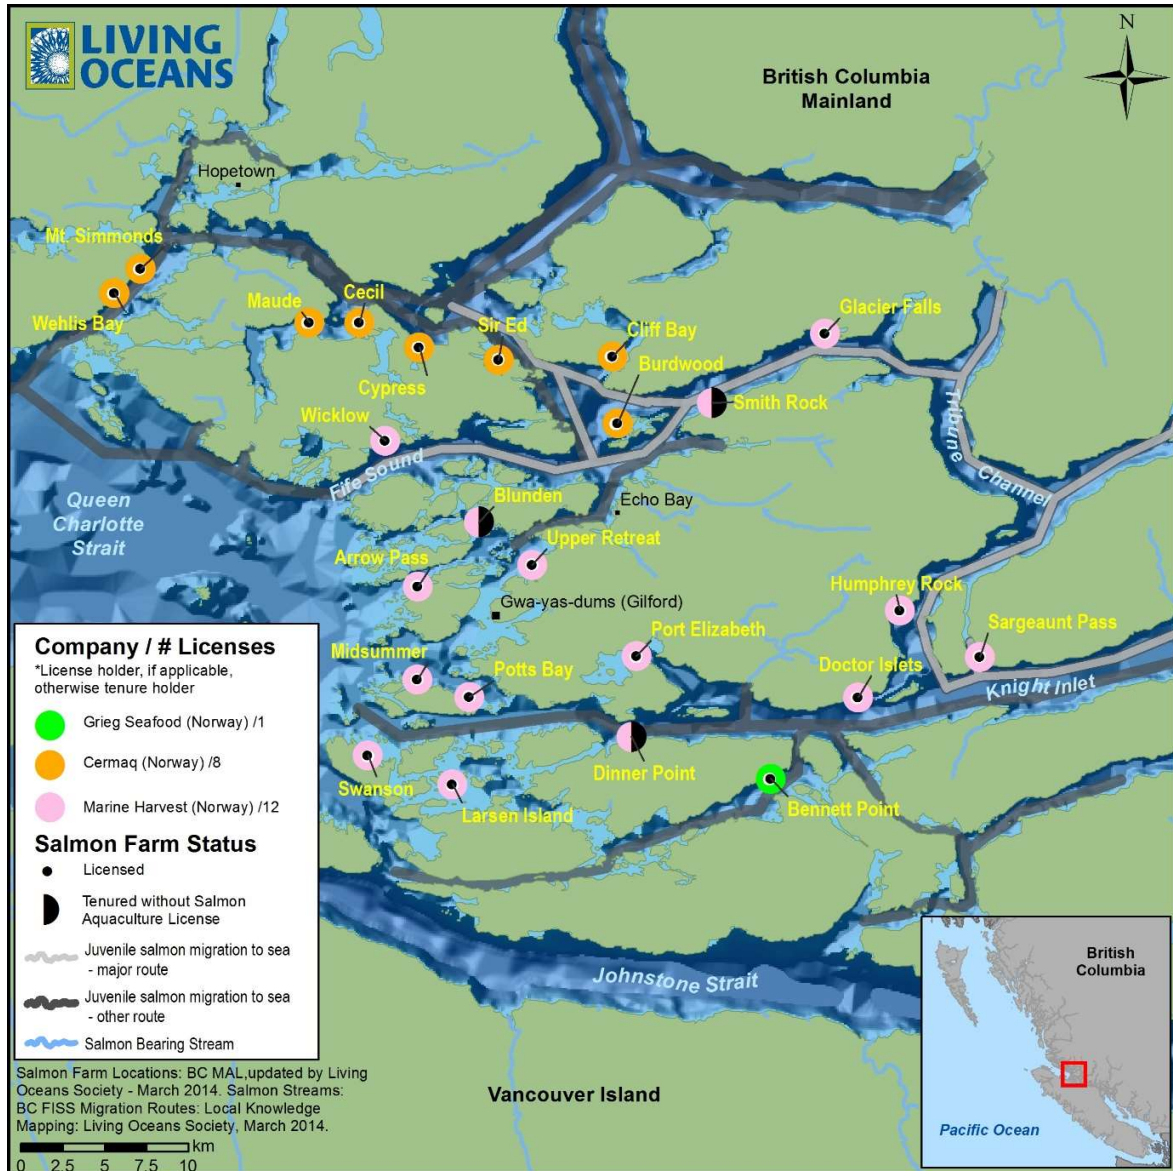 LIVING
OCEANS
N
British Columbia
Mainland
Hopetown
Mt. Simmonds
Wehlis Bay
Maude
Cecil
Sir Ed
Cypress
Cliff Bay
Burdwood
Glacier Falls
Smith Rock
Wicklow
Fife Sound
Tribune
Channel
Queen
Charlotte
Strait
Blunden
Echo Bay
Upper Retreat
Arrow Pass
Gwa-yas-dums (Gilford)
Humphrey Rock
Port Elizabeth
Sargeaunt Pass
Midsummer
Potts Bay
Doctor Islets
Knight Inlet
Dinner Point
Swanson
Larsen Island
Bennett Point
Company / # Licenses
*License holder, if applicable,
otherwise tenure holder
Grieg Seafood (Norway) /1
Cermaq (Norway) /8
Marine Harvest (Norway) /12
Salmon Farm Status
Licensed
Tenured without Salmon
Aquaculture License
Juvenile salmon migration to sea
- major route
Juvenile salmon migration to sea
- other route
Salmon Bearing Stream
Johnstone Strait
Vancouver Island
Salmon Farm Locations: BC MAL,updated by Living
Oceans Society - March 2014. Salmon Streams:
BC FISS Migration Routes: Local Knowledge
Mapping: Living Oceans Society, March 2014.
km
0 2.5 5 7.5 10
British
Columbia
Pacific Ocean